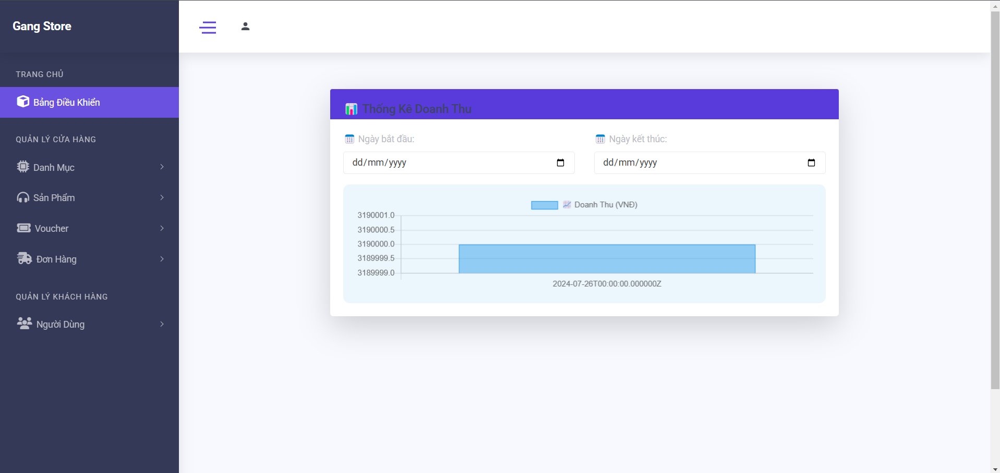 Gang Store
TRANG CHỦ
Bảng Điều Khiển
QUẢN LÝ CỬA HÀNG
Danh Mục
Sản Phẩm
Voucher
Đơn Hàng
QUẢN LÝ KHÁCH HÀNG
Người Dùng
Thống Kê Doanh Thu
Ngày bắt đầu:
dd/mm/yyyy
Ngày kết thúc:
dd/mm/yyyy
Doanh Thu (VNĐ)
3190001.0
3190000.5
3190000.0
3189999.5
3189999.0
2024-07-26T00:00:00.000000Z